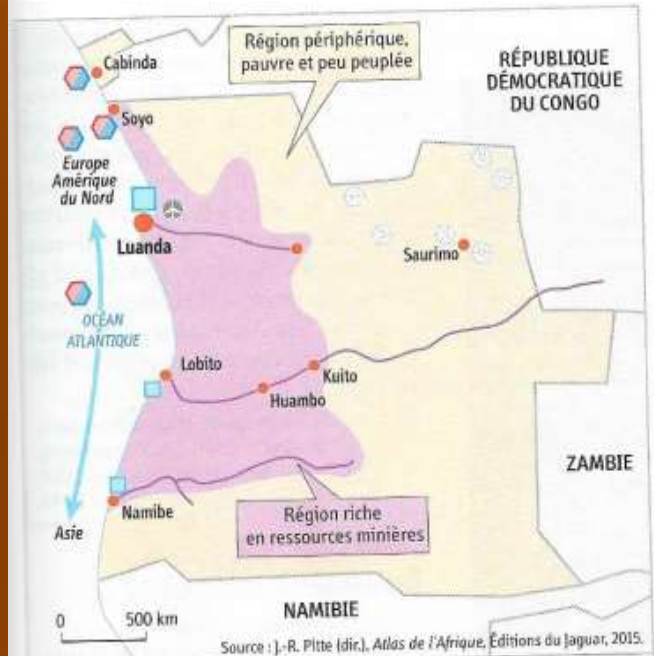 Cabinda
Région périphérique,
pauvre et peu peuplée
RÉPUBLIQUE
DÉMOCRATIQUE
DU CONGO
Soyo
Europe
Amérique
du Nord
Luanda
Saurimo
OCÉAN
ATLANTIQUE
Lobito
Kuito
Huambo
ZAMBIE
Namibe
Asie
Région riche
en ressources minières
0 500 km
NAMIBIE
Source : J.-R. Pitte (dir.), Atlas de l'Afrique, Éditions du Jaguar, 2015.